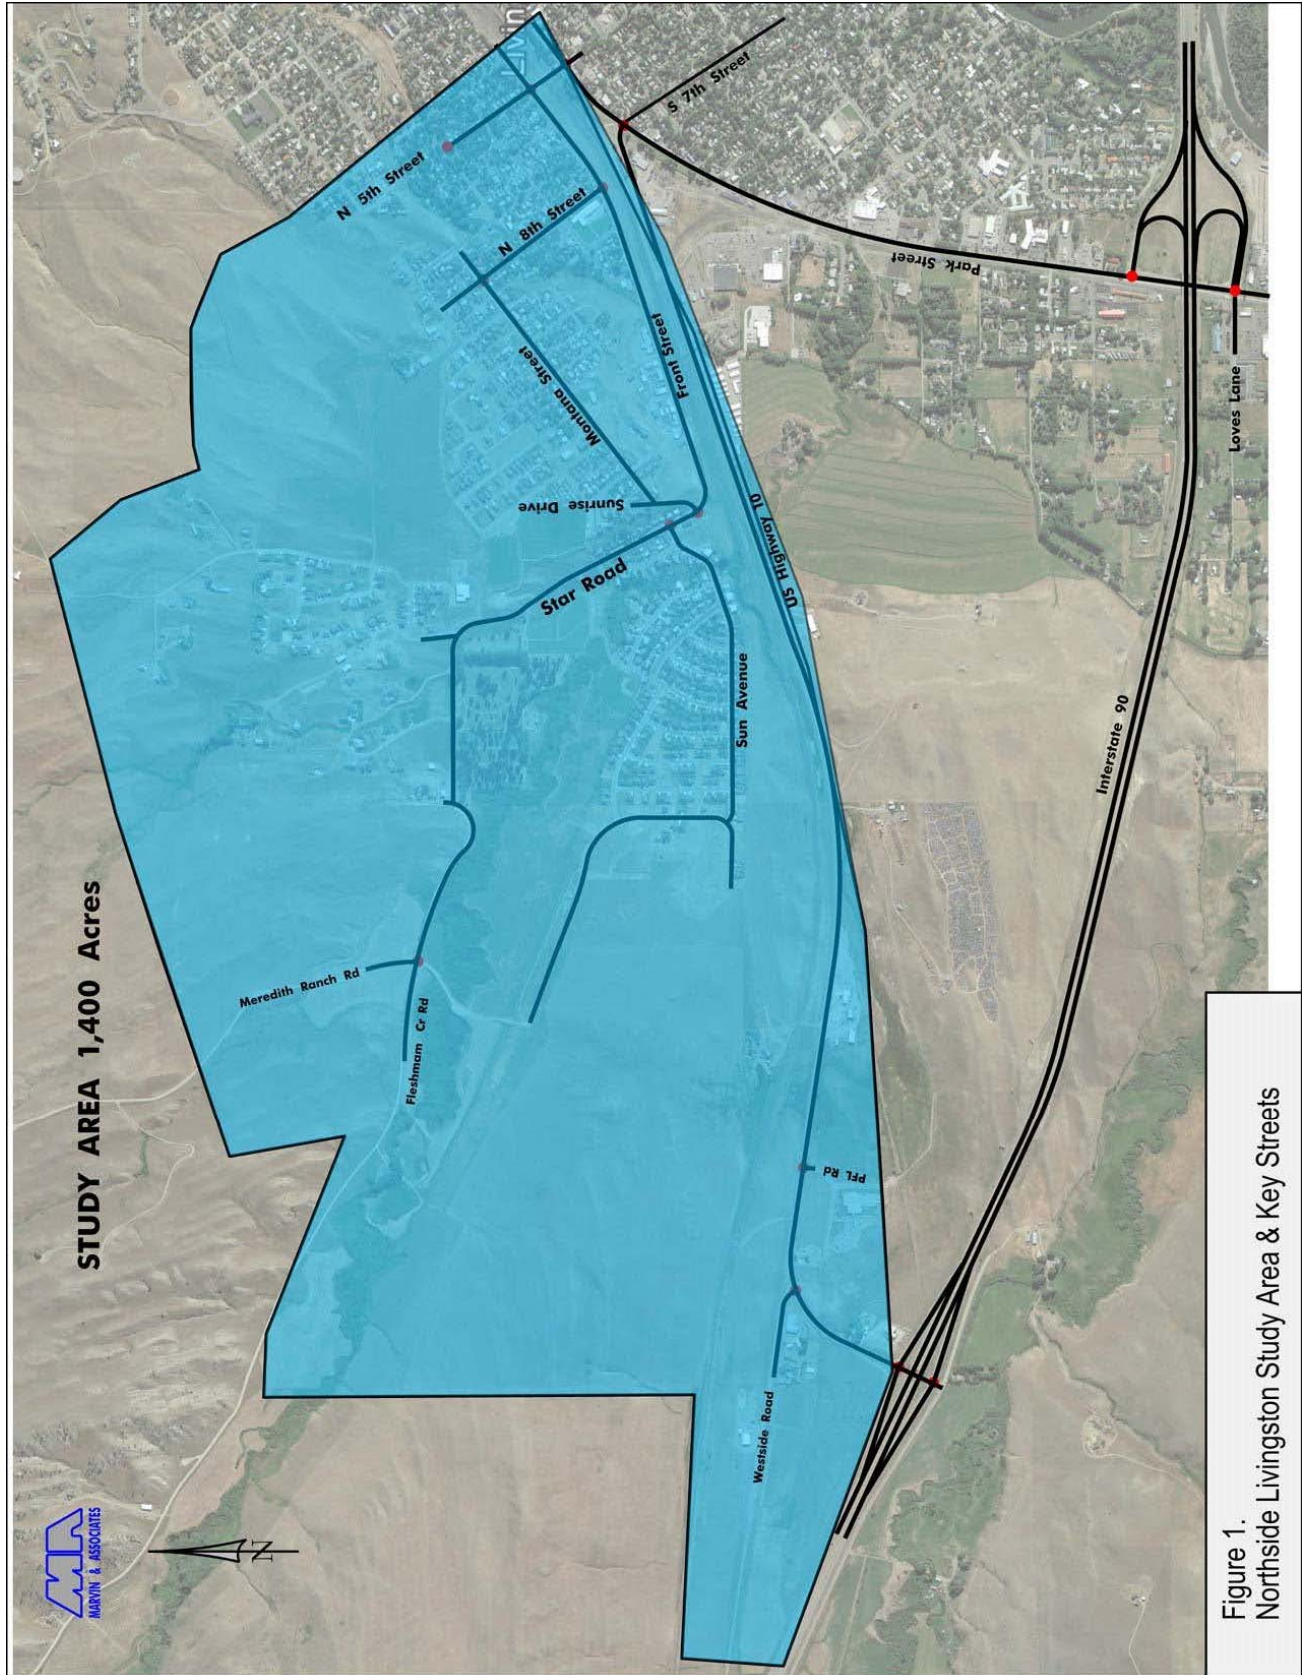 STUDY AREA 1,400 Acres
MARVIN & ASSOCIATES
N
Livin
N 5th Street
N 8th Street
S 7th Street
Montana Street
Front Street
Park Street
Sunrise Drive
Star Road
US Highway 10
Sun Avenue
Loves Lane
Interstate 90
Meredith Ranch Rd
Fleshmam Cr Rd
PFL Rd
Westside Road
Figure 1.
Northside Livingston Study Area & Key Streets